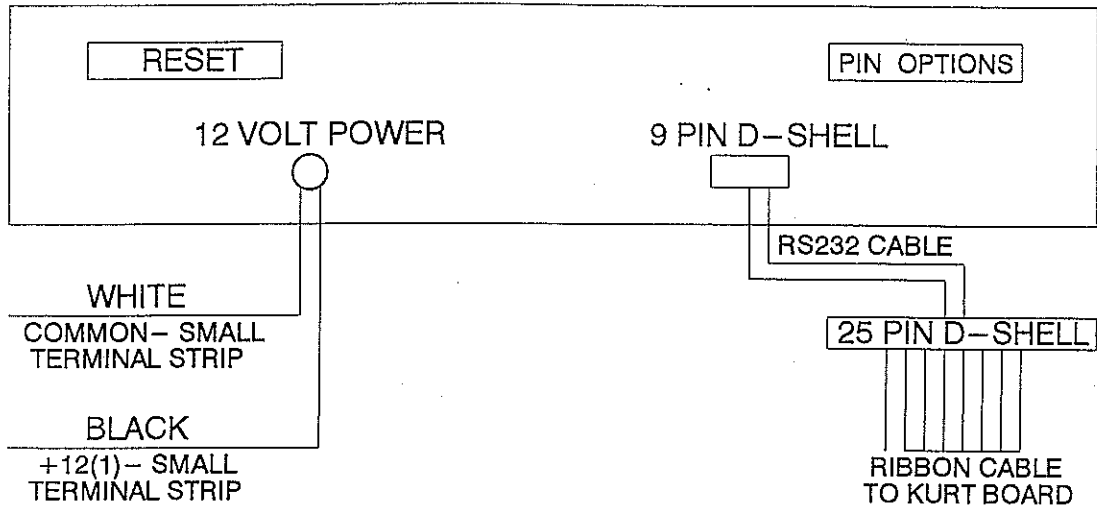 RESET
PIN OPTIONS
12 VOLT POWER
9 PIN D-SHELL
RS232 CABLE
WHITE
COMMON- SMALL
TERMINAL STRIP
25 PIN D-SHELL
BLACK
+12(1)- SMALL
TERMINAL STRIP
RIBBON CABLE
TO KURT BOARD